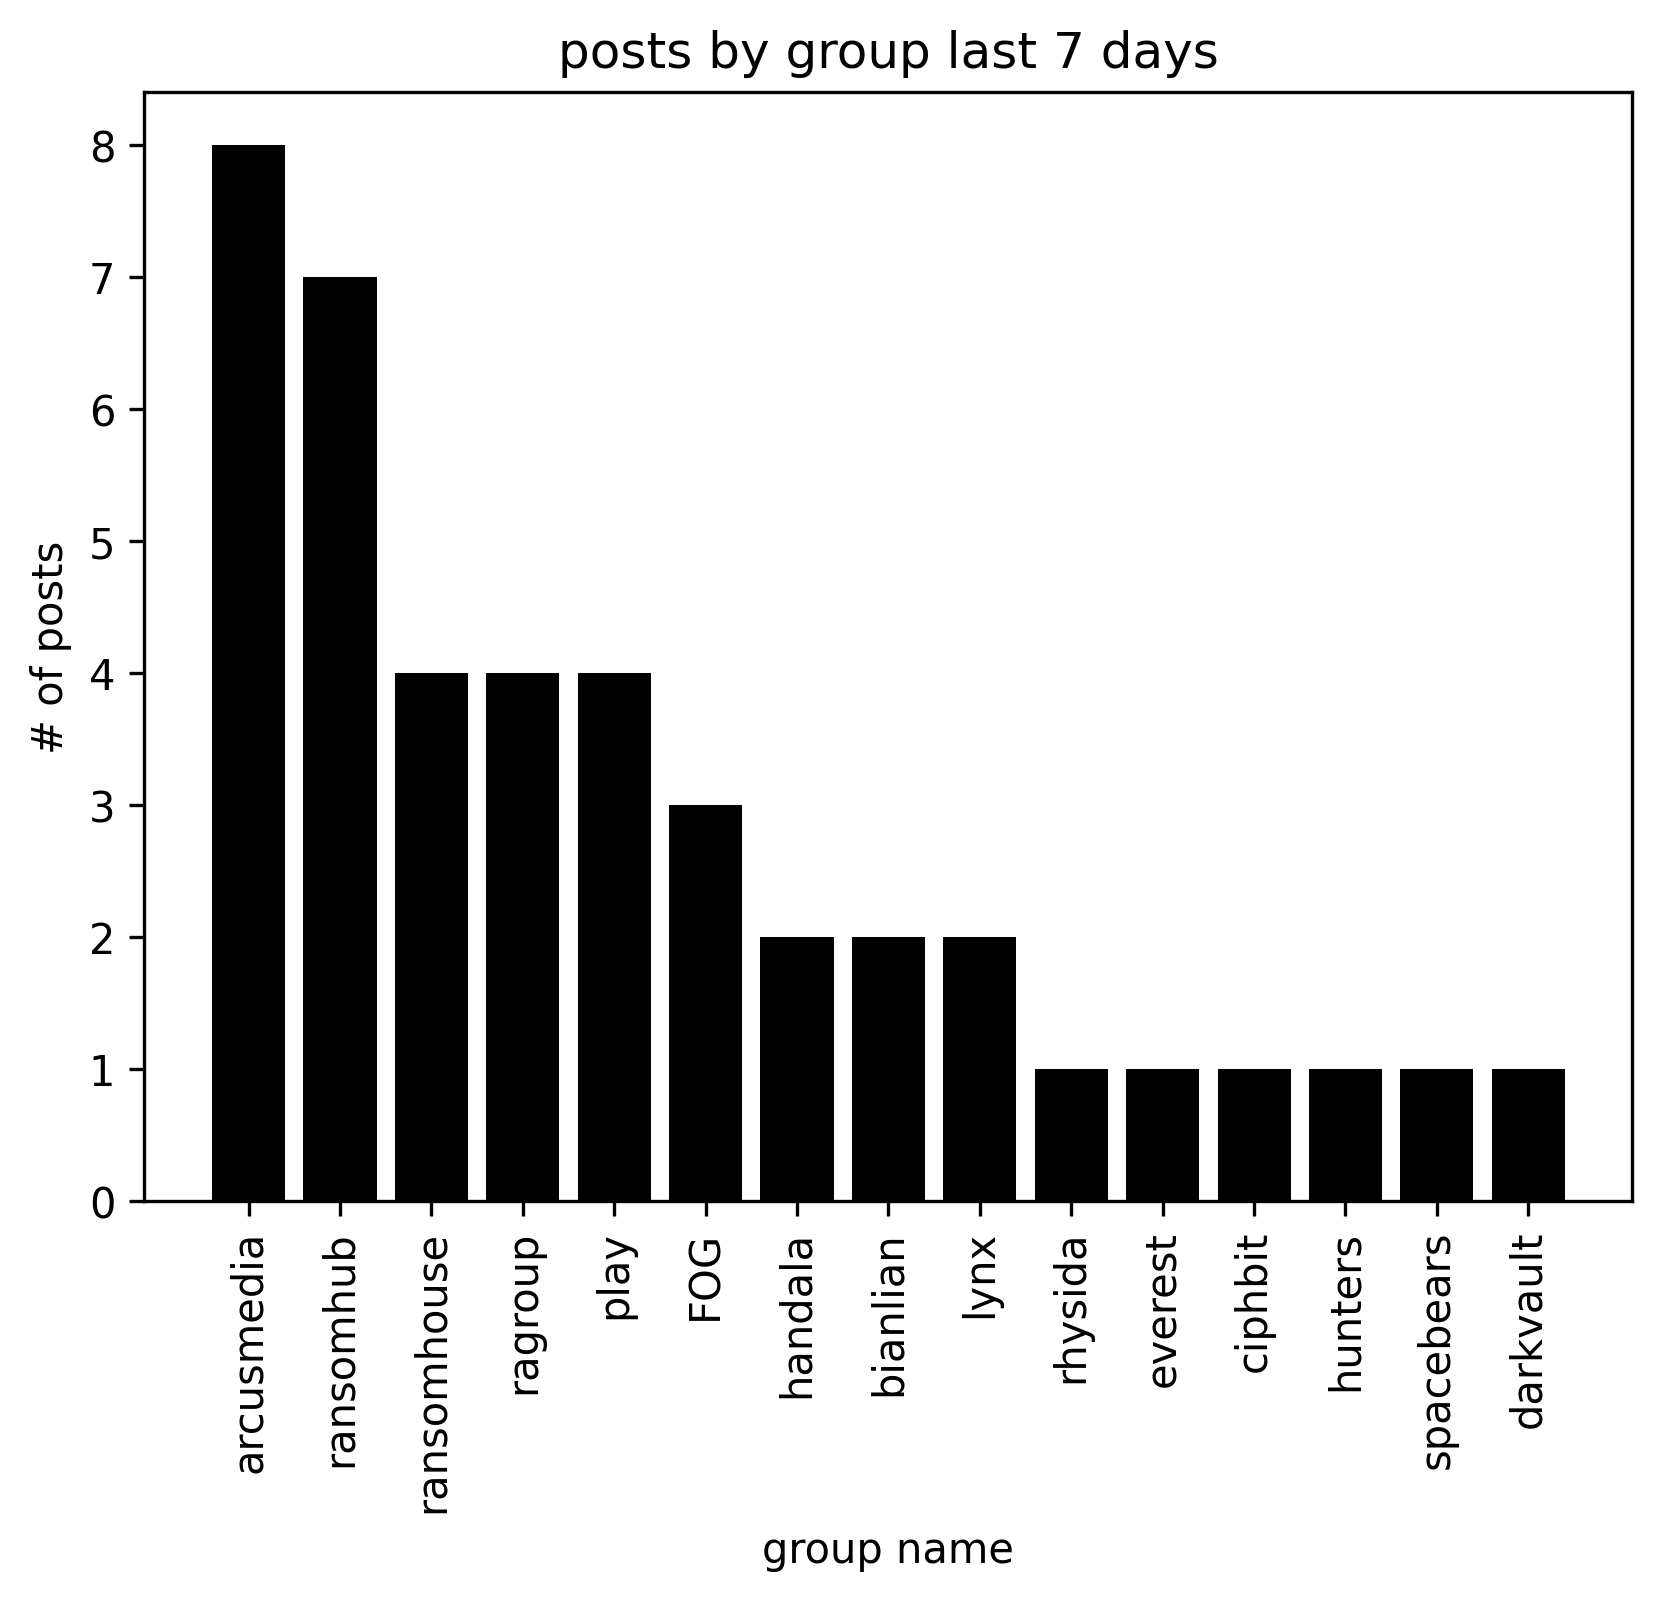 posts by group last 7 days
# of posts
8
7
6
5
4
3
2
1
0
arcusmedia
ransomhub
ransomhouse
ragroup
play
FOG
handala
bianlian
lynx
rhysida
everest
ciphbit
hunters
spacebears
darkvault
group name